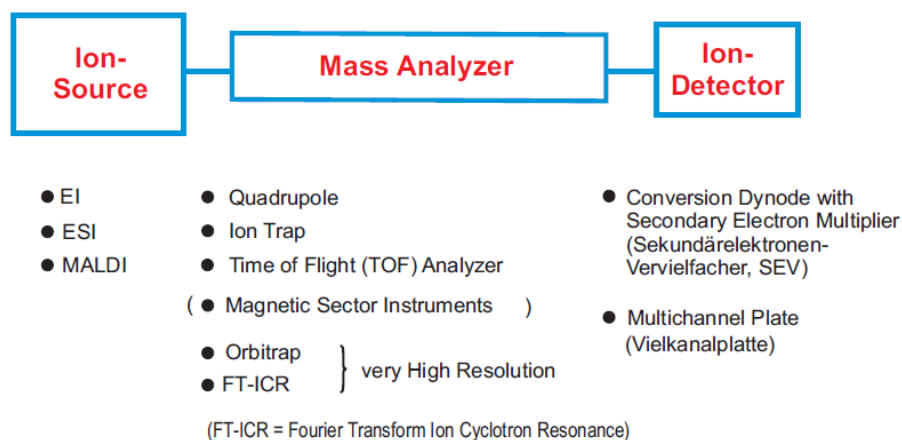 Ion-
Source
Mass Analyzer
Ion-
Detector
● EI
● ESI
● MALDI
● Quadrupole
● Ion Trap
● Time of Flight (TOF) Analyzer
( ● Magnetic Sector Instruments )
● Orbitrap
● FT-ICR
} very High Resolution
(FT-ICR = Fourier Transform Ion Cyclotron Resonance)
● Conversion Dynode with
Secondary Electron Multiplier
(Sekundärelektronen-
Vervielfacher, SEV)
● Multichannel Plate
(Vielkanalplatte)